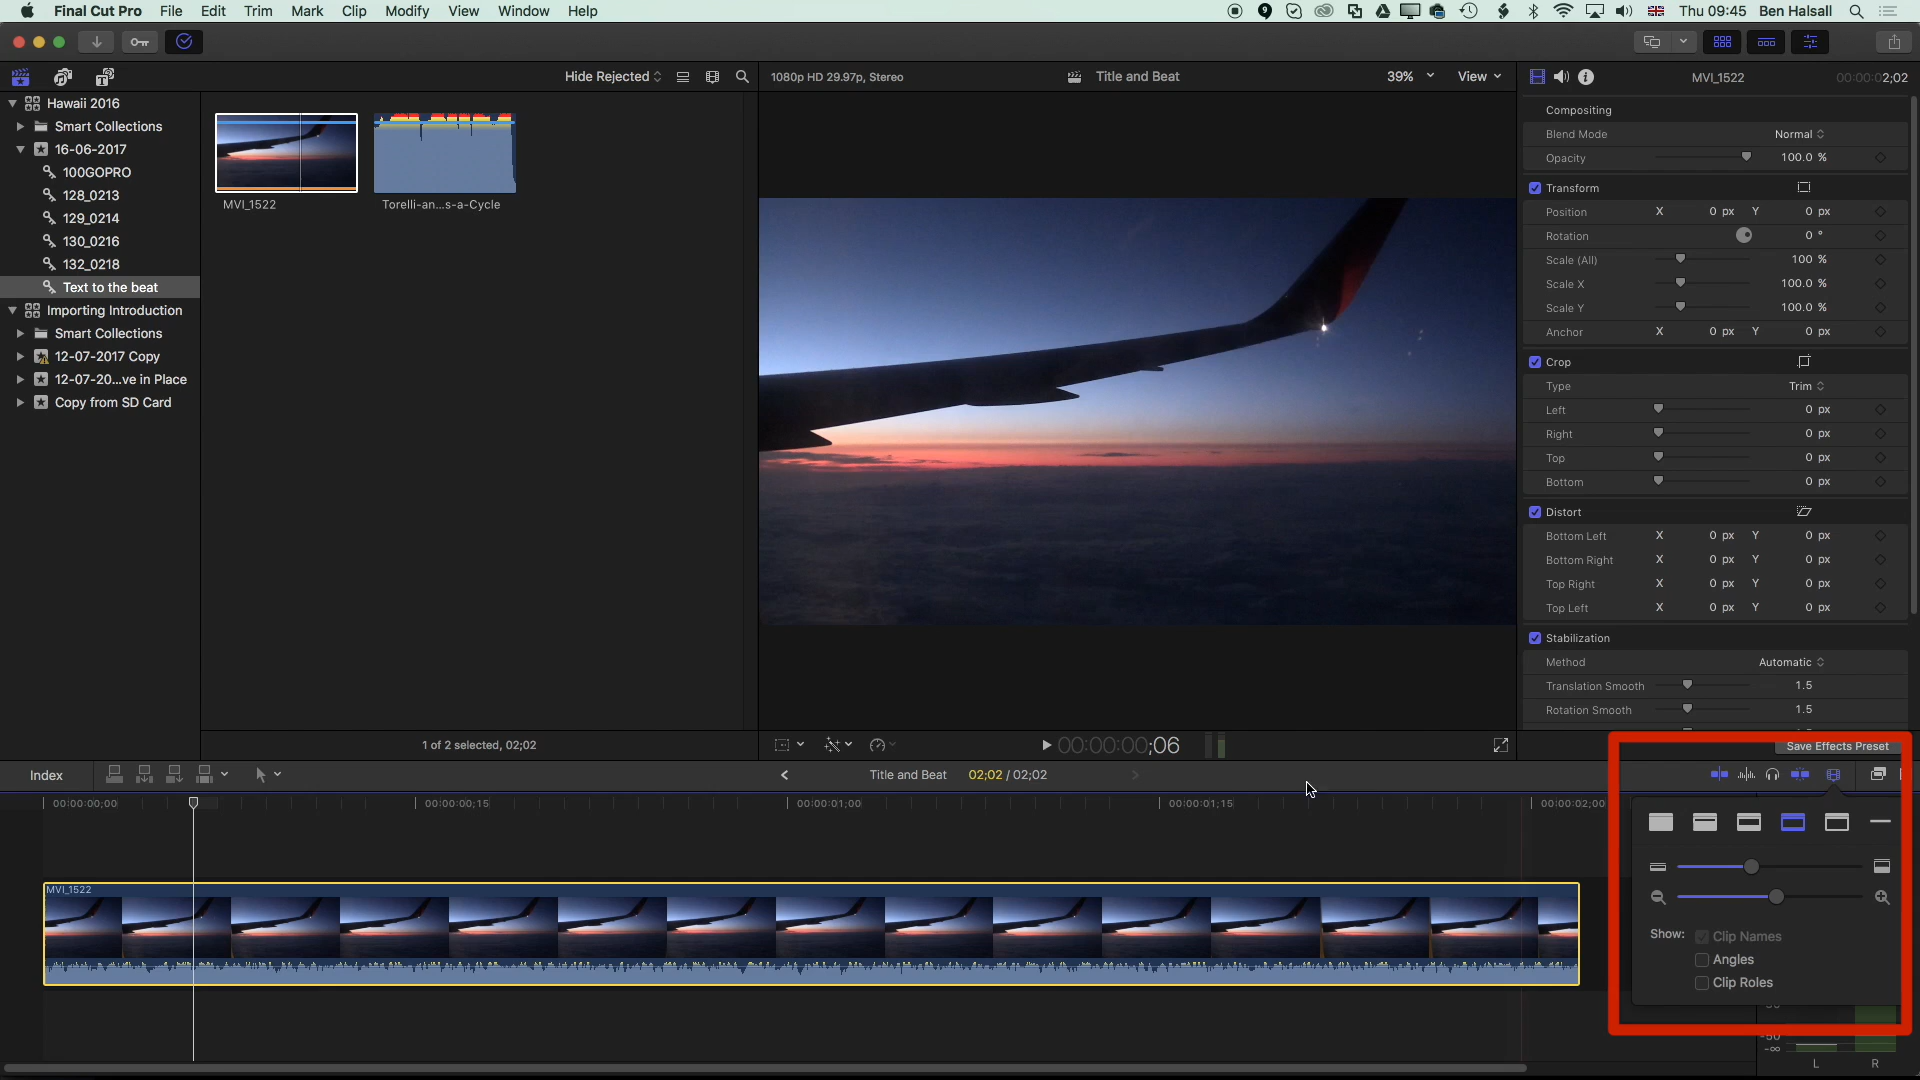 Final Cut Pro File Edit Trim Mark Clip Modify View Window Help
9 Thu 09:45 Ben Halsall
Hide Rejected
1080p HD 29.97p, Stereo Title and Beat 39% View
MVI_1522 00:00:02;02
Hawaii 2016
Smart Collections
16-06-2017
100GOPRO
128_0213
129_0214
130_0216
132_0218
Text to the beat
Importing Introduction
Smart Collections
12-07-2017 Copy
12-07-20...ve in Place
Copy from SD Card
MVI_1522 Torelli-an...s-a-Cycle
1 of 2 selected, 02;02
00:00:00;06
Compositing
Blend Mode Normal
Opacity 100.0 %
Transform
Position X 0 px Y 0 px
Rotation 0 °
Scale (All) 100 %
Scale X 100.0 %
Scale Y 100.0 %
Anchor X 0 px Y 0 px
Crop
Type Trim
Left 0 px
Right 0 px
Top 0 px
Bottom 0 px
Distort
Bottom Left X 0 px Y 0 px
Bottom Right X 0 px Y 0 px
Top Right X 0 px Y 0 px
Top Left X 0 px Y 0 px
Stabilization
Method Automatic
Translation Smooth 1.5
Rotation Smooth 1.5
Save Effects Preset
Index Title and Beat 02;02 / 02;02
00:00:00;00 00:00:00;15 00:00:01;00 00:00:01;15 00:00:02;00
MVI_1522
Show: Clip Names
Angles
Clip Roles
-50
-∞
L R